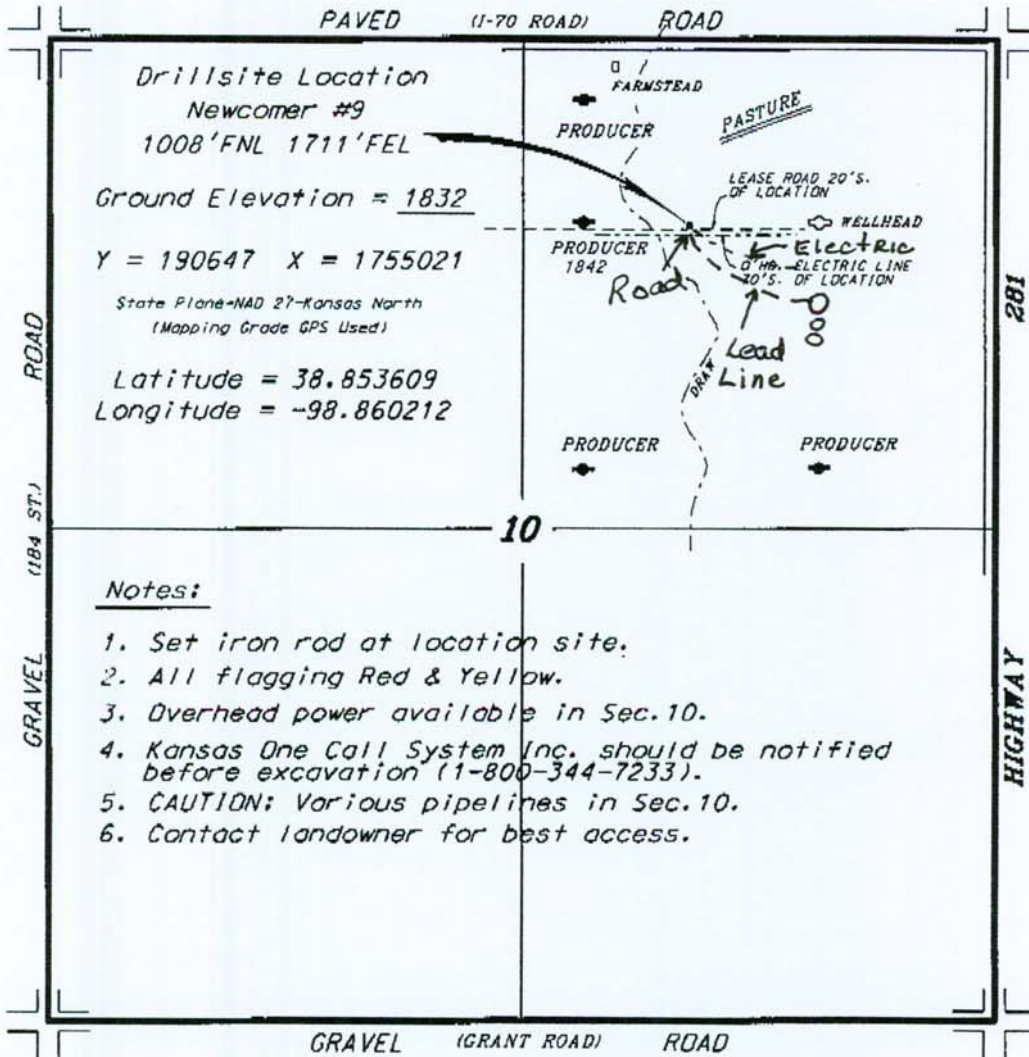 PAVED (I-70 ROAD) ROAD
Drillsite Location
Newcomer #9
1008'FNL 1711'FEL
Ground Elevation = 1832
Y = 190647 X = 1755021
State Plane-NAD 27-Kansas North
(Mapping Grade GPS Used)
Latitude = 38.853609
Longitude = -98.860212
FARMSTEAD
PRODUCER
PASTURE
LEASE ROAD 20'S.
OF LOCATION
WELLHEAD
PRODUCER
1842
Electric
O'HD. ELECTRIC LINE
70'S. OF LOCATION
Road
Lead
Line
DRAW
PRODUCER
PRODUCER
10
GRAVEL (184 ST.) ROAD
281
HIGHWAY
Notes:
1. Set iron rod at location site.
2. All flagging Red & Yellow.
3. Overhead power available in Sec.10.
4. Kansas One Call System Inc. should be notified
before excavation (1-800-344-7233).
5. CAUTION: Various pipelines in Sec.10.
6. Contact landowner for best access.
GRAVEL (GRANT ROAD) ROAD